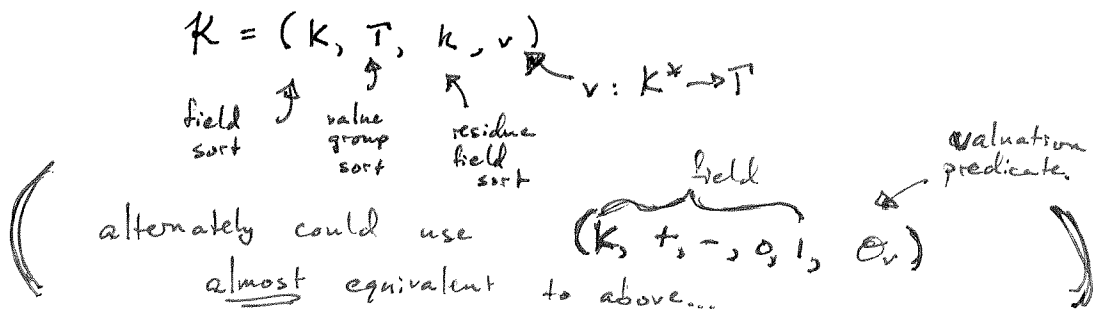 𝒦 = (K, Γ, k, v)
v : K* → Γ
field sort
value group sort
residue field sort
valuation predicate.
field
alternately could use (K, +, -, 0, 1, O_v)
almost equivalent to above...